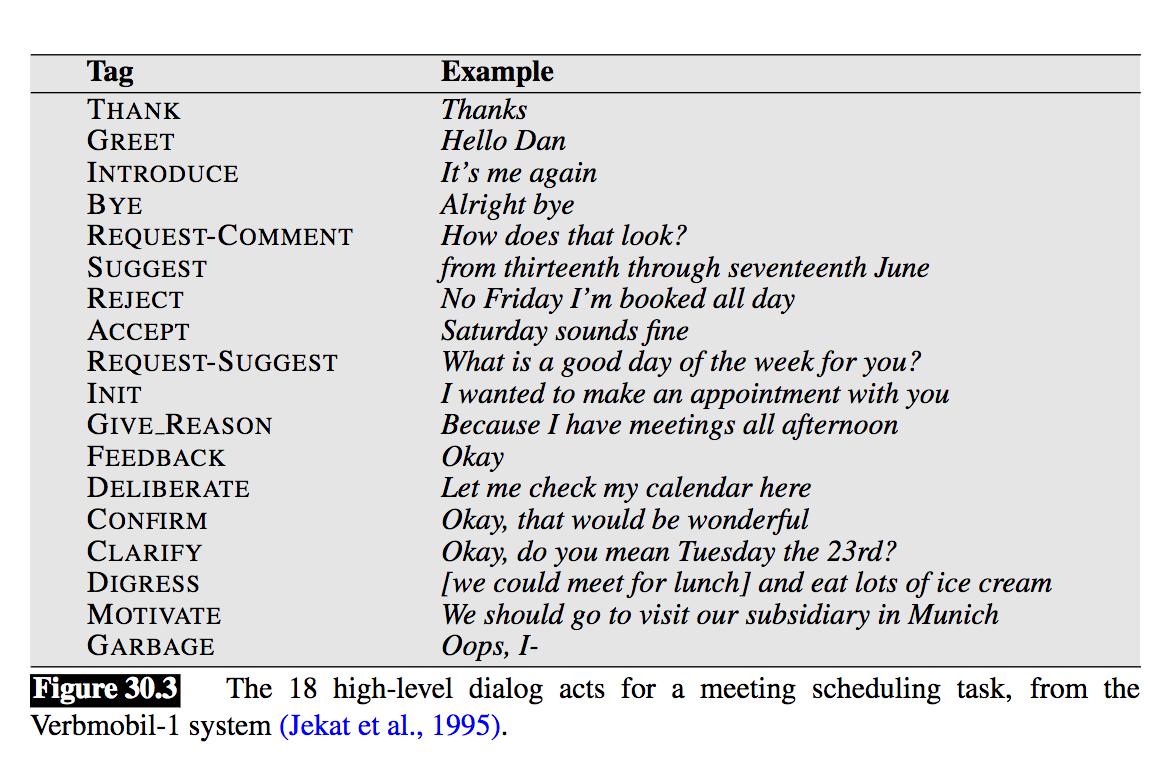 Tag Example
THANK Thanks
GREET Hello Dan
INTRODUCE It's me again
BYE Alright bye
REQUEST-COMMENT How does that look?
SUGGEST from thirteenth through seventeenth June
REJECT No Friday I'm booked all day
ACCEPT Saturday sounds fine
REQUEST-SUGGEST What is a good day of the week for you?
INIT I wanted to make an appointment with you
GIVE_REASON Because I have meetings all afternoon
FEEDBACK Okay
DELIBERATE Let me check my calendar here
CONFIRM Okay, that would be wonderful
CLARIFY Okay, do you mean Tuesday the 23rd?
DIGRESS [we could meet for lunch] and eat lots of ice cream
MOTIVATE We should go to visit our subsidiary in Munich
GARBAGE Oops, I-
Figure 30.3 The 18 high-level dialog acts for a meeting scheduling task, from the
Verbmobil-1 system (Jekat et al., 1995).